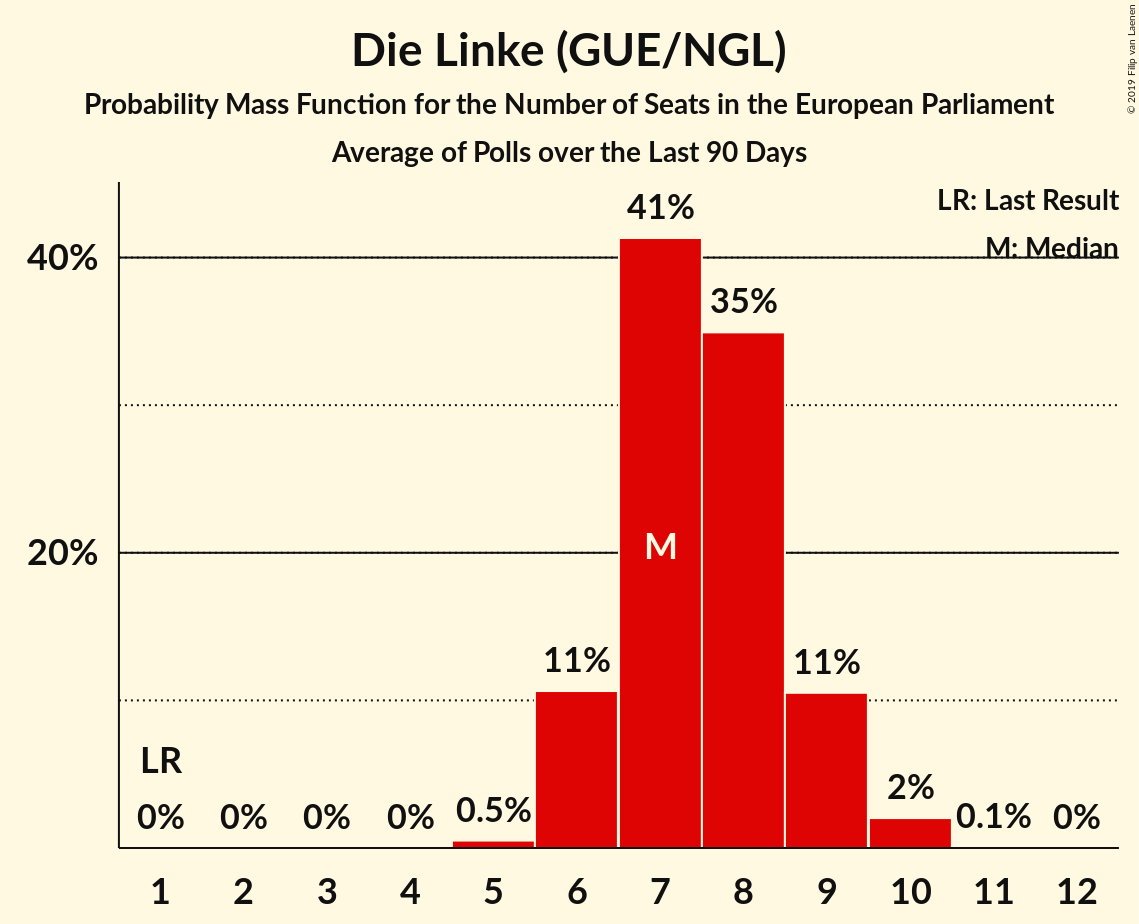 Die Linke (GUE/NGL)
Probability Mass Function for the Number of Seats in the European Parliament
Average of Polls over the Last 90 Days
© 2019 Filip van Laenen
LR: Last Result
M: Median
40%
20%
41%
35%
M
11%
11%
LR
0%
0%
0%
0%
0.5%
2%
0.1%
0%
1 2 3 4 5 6 7 8 9 10 11 12